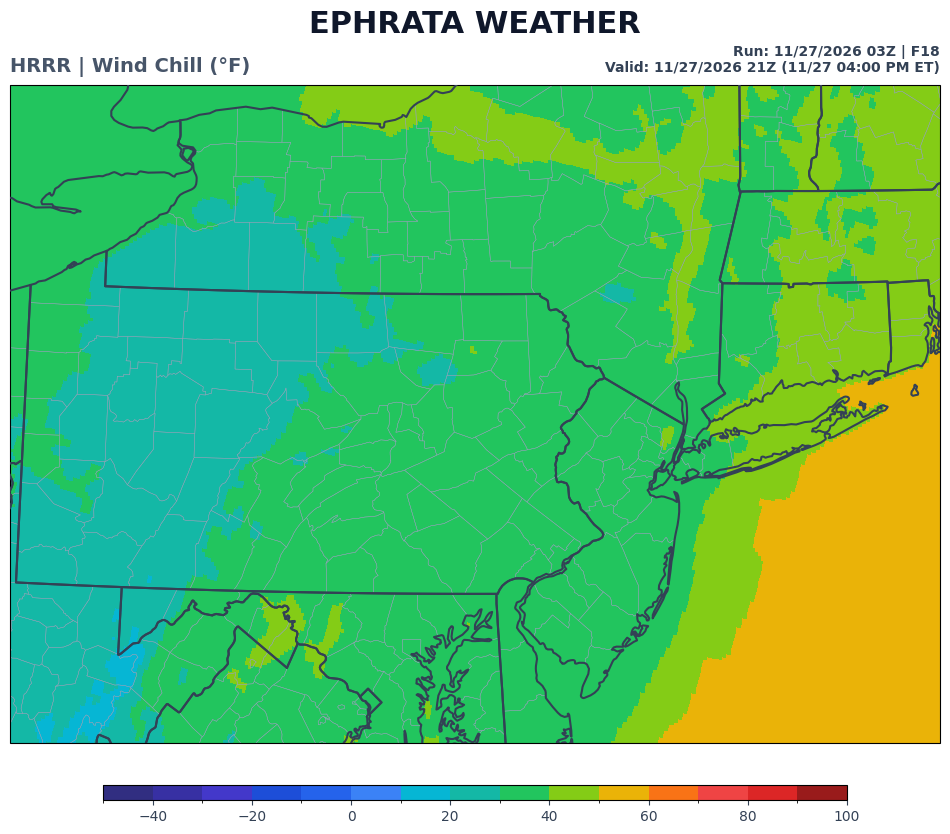 EPHRATA WEATHER
HRRR | Wind Chill (°F)
Run: 11/27/2026 03Z | F18
Valid: 11/27/2026 21Z (11/27 04:00 PM ET)
−40 −20 0 20 40 60 80 100